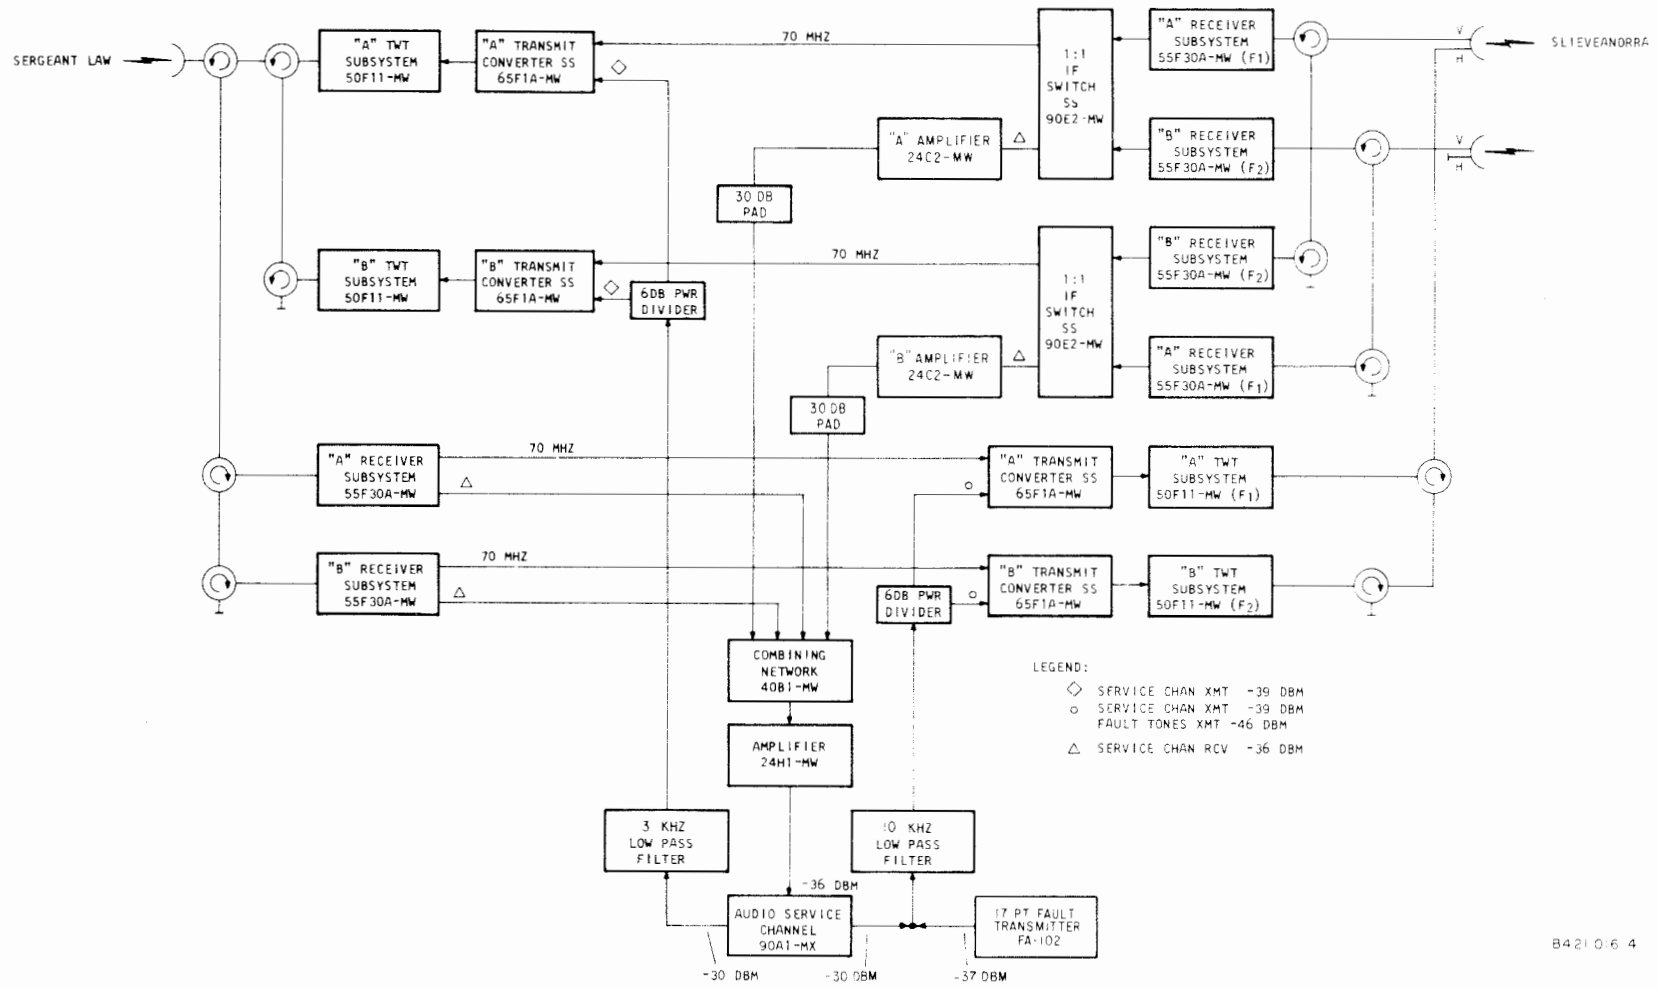 SERGEANT LAW
"A" TWT
SUBSYSTEM
50F11-MW
"A" TRANSMIT
CONVERTER SS
65F1A-MW
70 MHZ
1:1
IF
SWITCH
SS
90E2-MW
"A" RECEIVER
SUBSYSTEM
55F30A-MW (F1)
V
H
SLIEVEANORRA
"A" AMPLIFIER
24C2-MW
"B" RECEIVER
SUBSYSTEM
55F30A-MW (F2)
V
H
30 DB
PAD
"B" TWT
SUBSYSTEM
50F11-MW
"B" TRANSMIT
CONVERTER SS
65F1A-MW
6DB PWR
DIVIDER
70 MHZ
1:1
IF
SWITCH
SS
90E2-MW
"B" RECEIVER
SUBSYSTEM
55F30A-MW (F2)
"B" AMPLIFIER
24C2-MW
"A" RECEIVER
SUBSYSTEM
55F30A-MW (F1)
30 DB
PAD
"A" RECEIVER
SUBSYSTEM
55F30A-MW
70 MHZ
"A" TRANSMIT
CONVERTER SS
65F1A-MW
"A" TWT
SUBSYSTEM
50F11-MW (F1)
"B" RECEIVER
SUBSYSTEM
55F30A-MW
70 MHZ
6DB PWR
DIVIDER
"B" TRANSMIT
CONVERTER SS
65F1A-MW
"B" TWT
SUBSYSTEM
50F11-MW (F2)
COMBINING
NETWORK
40B1-MW
AMPLIFIER
24H1-MW
LEGEND:
SERVICE CHAN XMT -39 DBM
SERVICE CHAN XMT -39 DBM
FAULT TONES XMT -46 DBM
SERVICE CHAN RCV -36 DBM
3 KHZ
LOW PASS
FILTER
10 KHZ
LOW PASS
FILTER
-36 DBM
AUDIO SERVICE
CHANNEL
90A1-MX
17 PT FAULT
TRANSMITTER
FA-102
-30 DBM
-30 DBM
-37 DBM